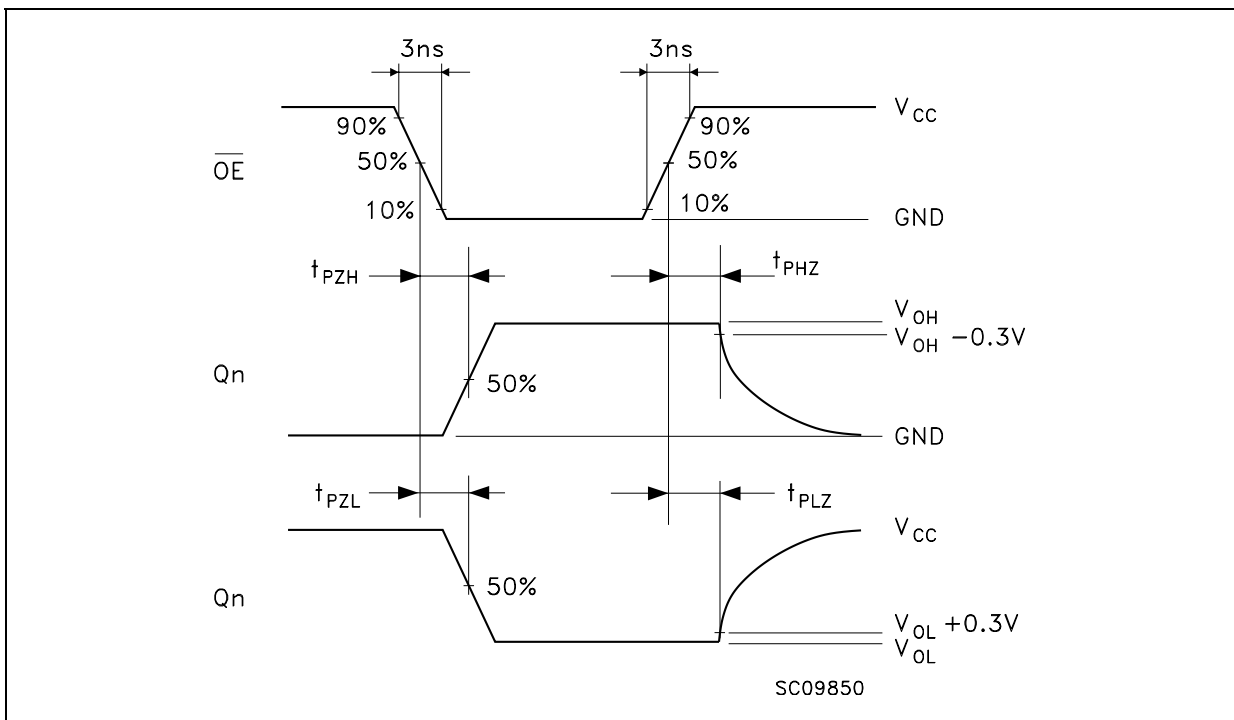 3ns 3ns
V_CC
90% 90%
50% 50%
O̅E̅
10% 10%
GND
t_PZH t_PHZ
V_OH
V_OH −0.3V
Qn 50%
GND
t_PZL t_PLZ
V_CC
Qn 50%
V_OL +0.3V
V_OL
SC09850